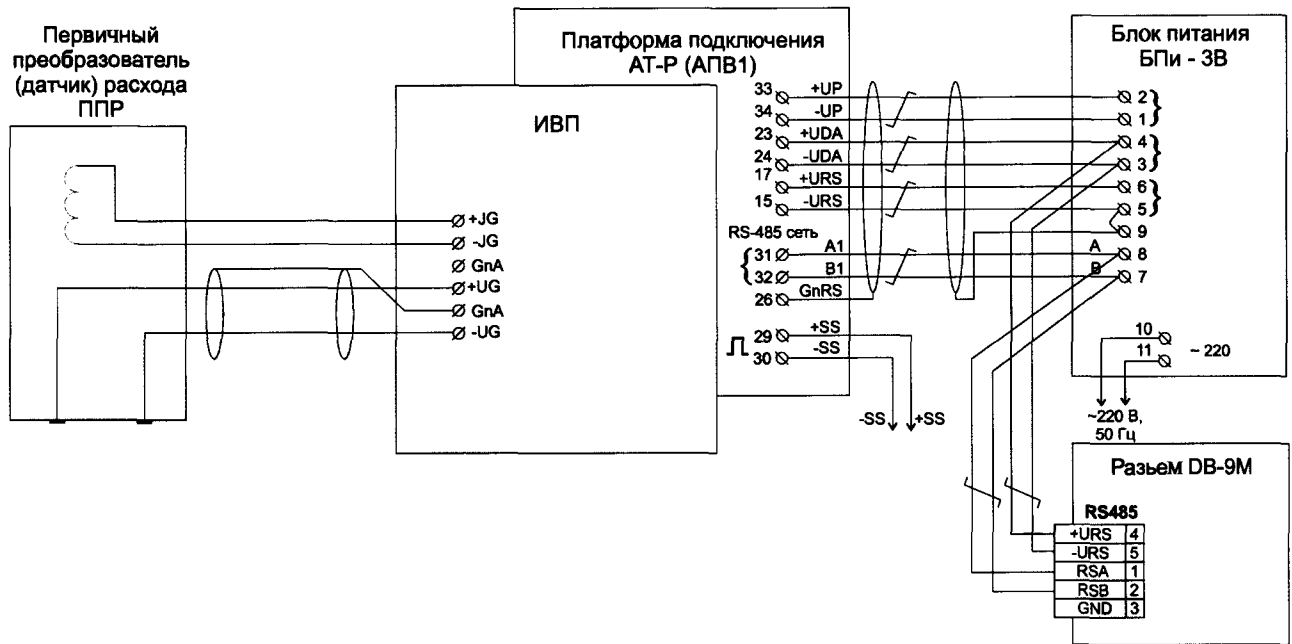 Первичный
преобразователь
(датчик) расхода
ППР
ИВП
+JG
-JG
GnA
+UG
GnA
-UG
Платформа подключения
АТ-Р (АПВ1)
33 +UP
34 -UP
23 +UDA
24 -UDA
17 +URS
15 -URS
RS-485 сеть
31 A1
32 B1
26 GnRS
29 +SS
30 -SS
-SS +SS
Блок питания
БПи - 3В
2
1
4
3
6
5
9
A 8
B 7
10
11 ~ 220
~220 В,
50 Гц
Разьем DB-9M
RS485
+URS 4
-URS 5
RSA 1
RSB 2
GND 3